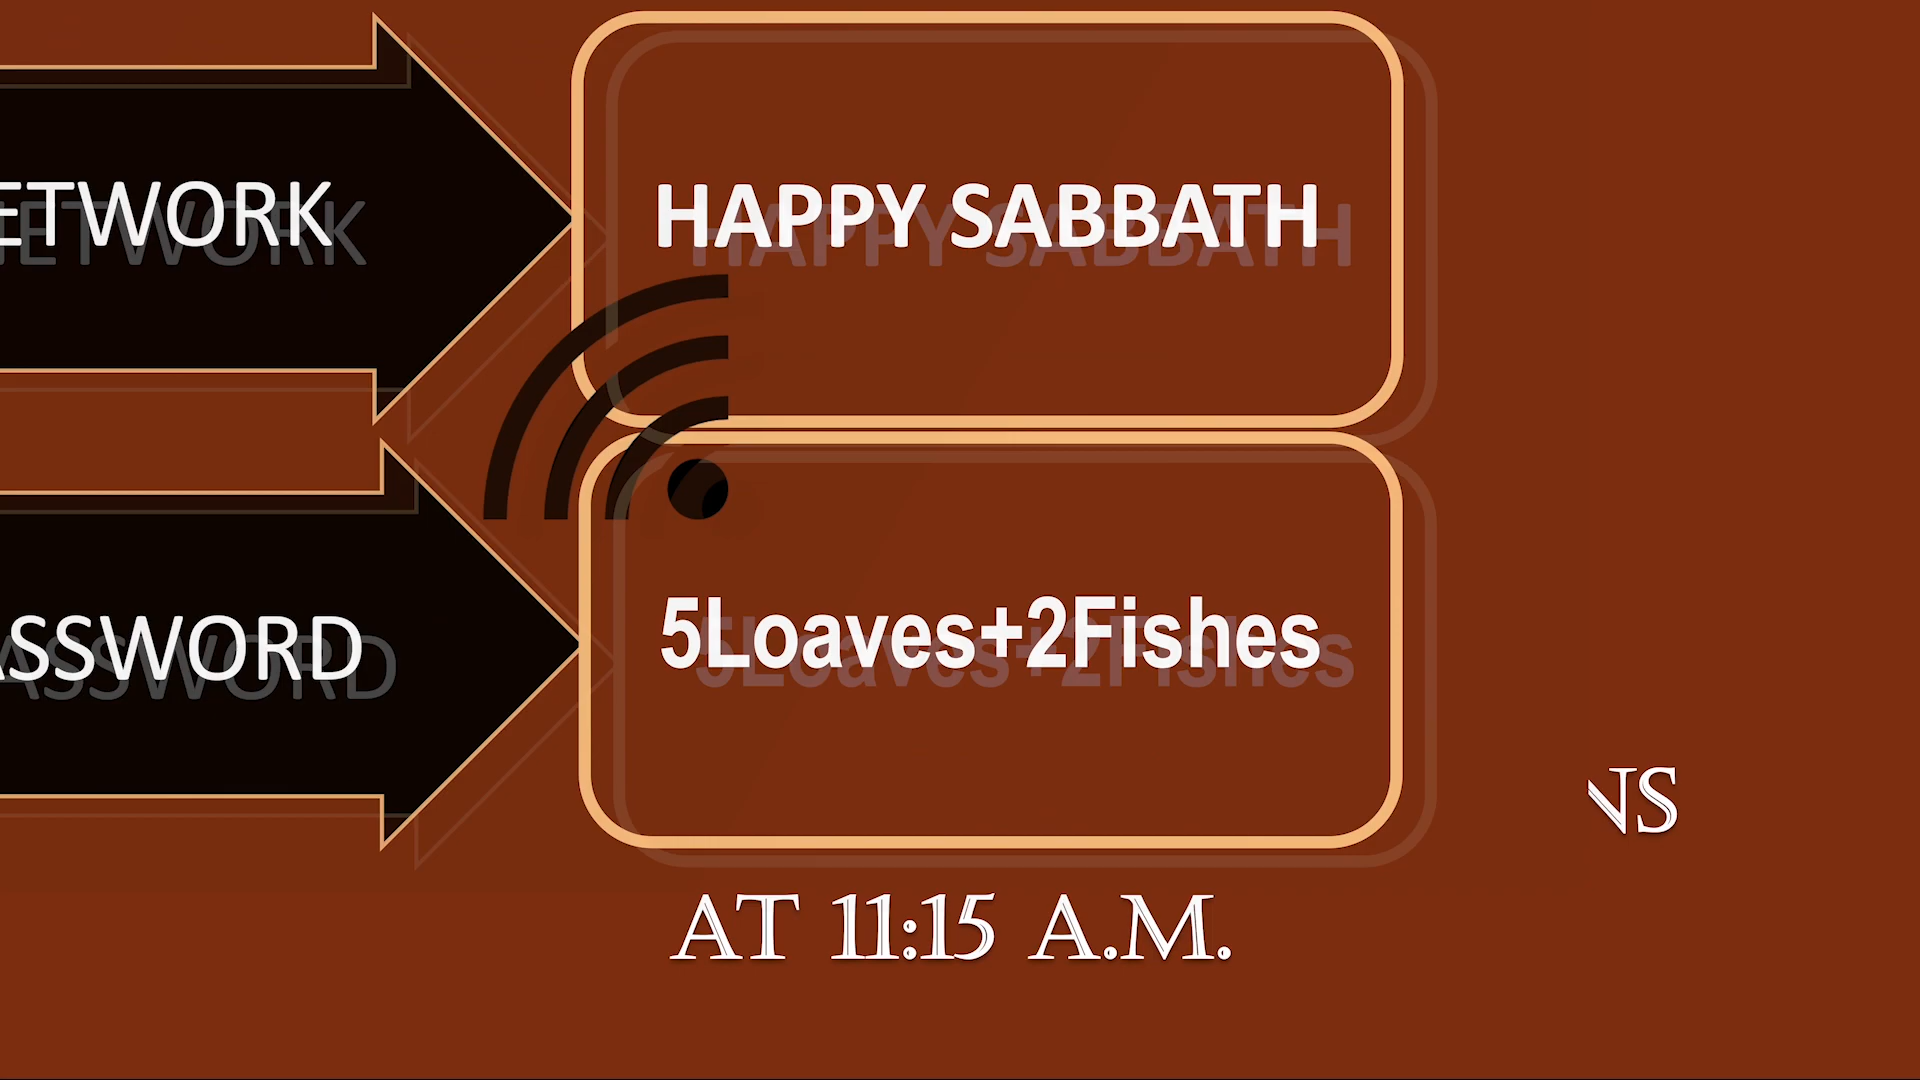 ETWORK
HAPPY SABBATH
ASSWORD
5Loaves+2Fishes
NS
AT 11:15 A.M.